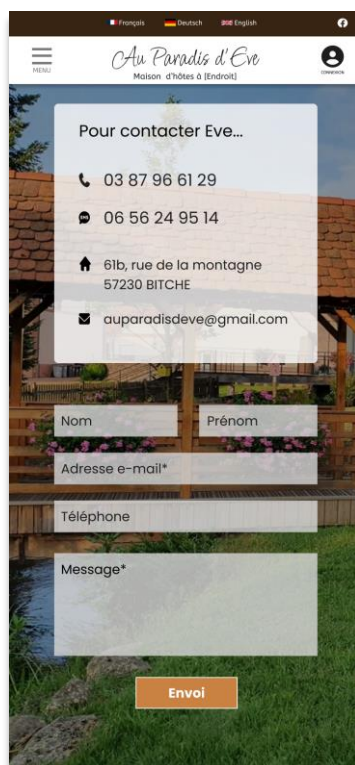 Français Deutsch English
MENU
Au Paradis d'Eve
CONNEXION
Maison d'hôtes à [Endroit]
Pour contacter Eve...
03 87 96 61 29
SMS 06 56 24 95 14
61b, rue de la montagne
57230 BITCHE
auparadisdeve@gmail.com
Nom Prénom
Adresse e-mail*
Téléphone
Message*
Envoi